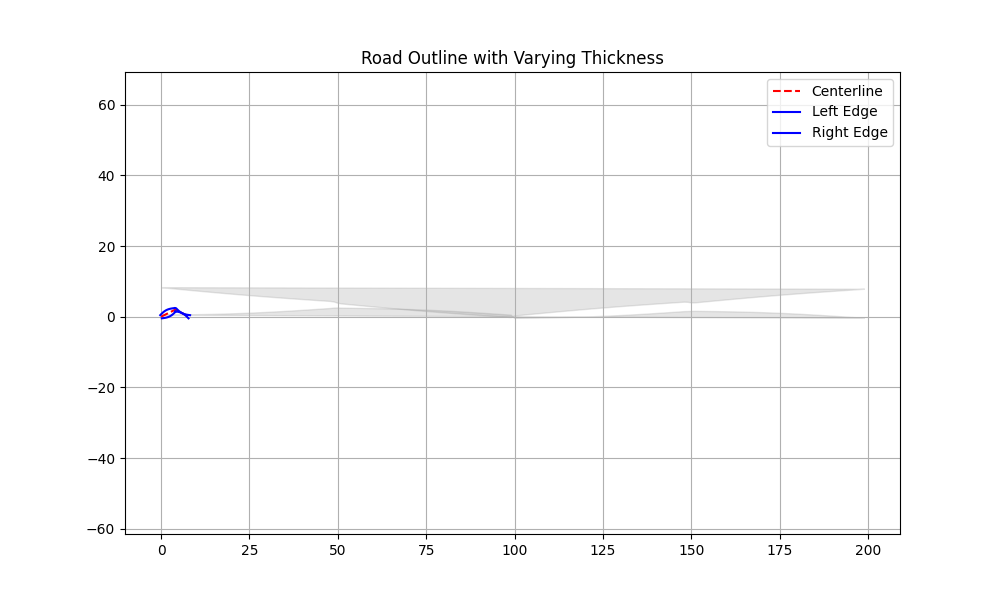 Road Outline with Varying Thickness
Centerline
Left Edge
Right Edge
60
40
20
0
−20
−40
−60
0 25 50 75 100 125 150 175 200